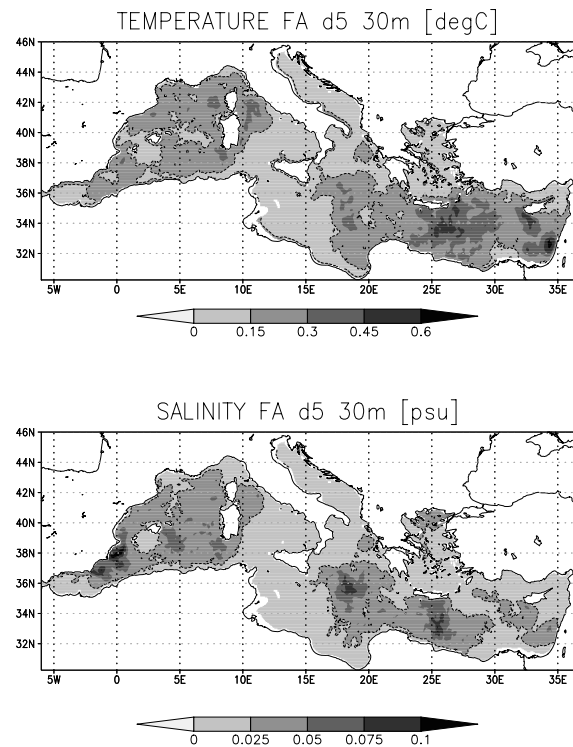 TEMPERATURE FA d5 30m [degC]
46N
44N
42N
40N
38N
36N
34N
32N
5W 0 5E 10E 15E 20E 25E 30E 35E
0 0.15 0.3 0.45 0.6
SALINITY FA d5 30m [psu]
46N
44N
42N
40N
38N
36N
34N
32N
5W 0 5E 10E 15E 20E 25E 30E 35E
0 0.025 0.05 0.075 0.1